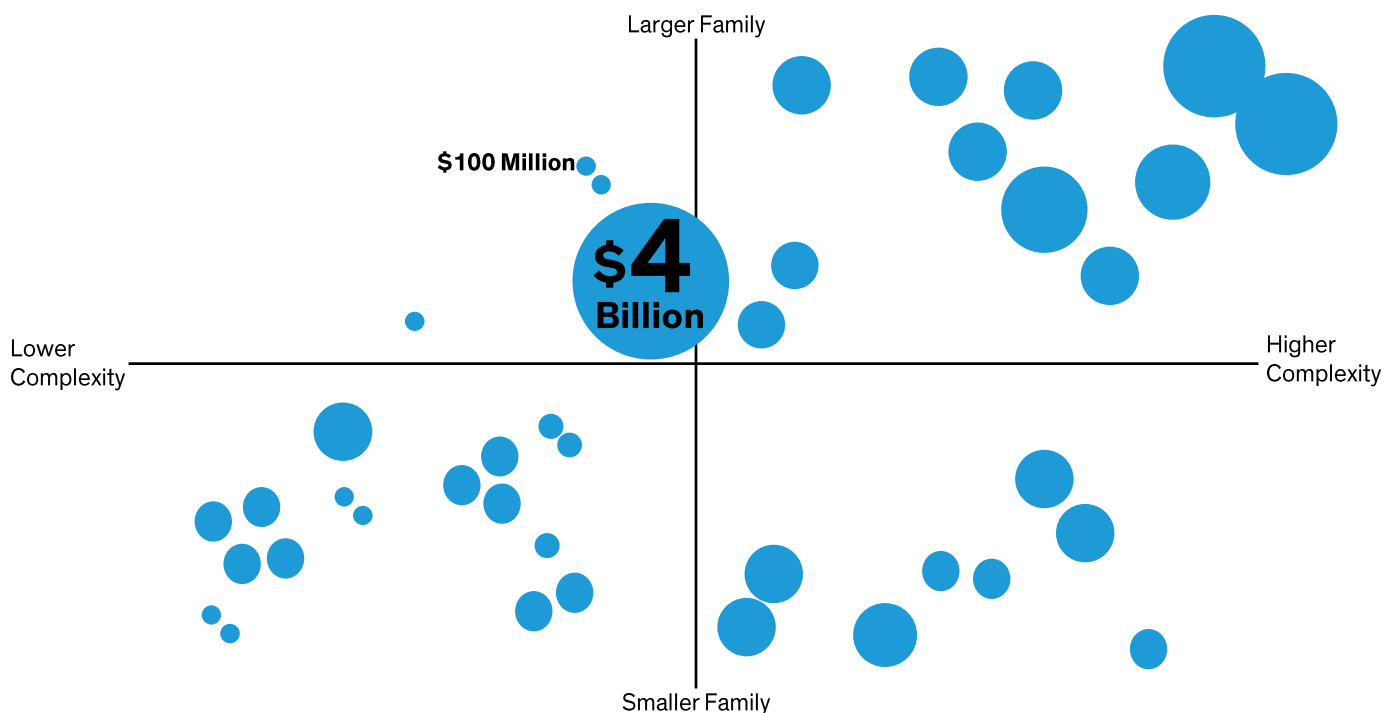 Larger Family
$100 Million
$4
Billion
Lower
Complexity
Higher
Complexity
Smaller Family